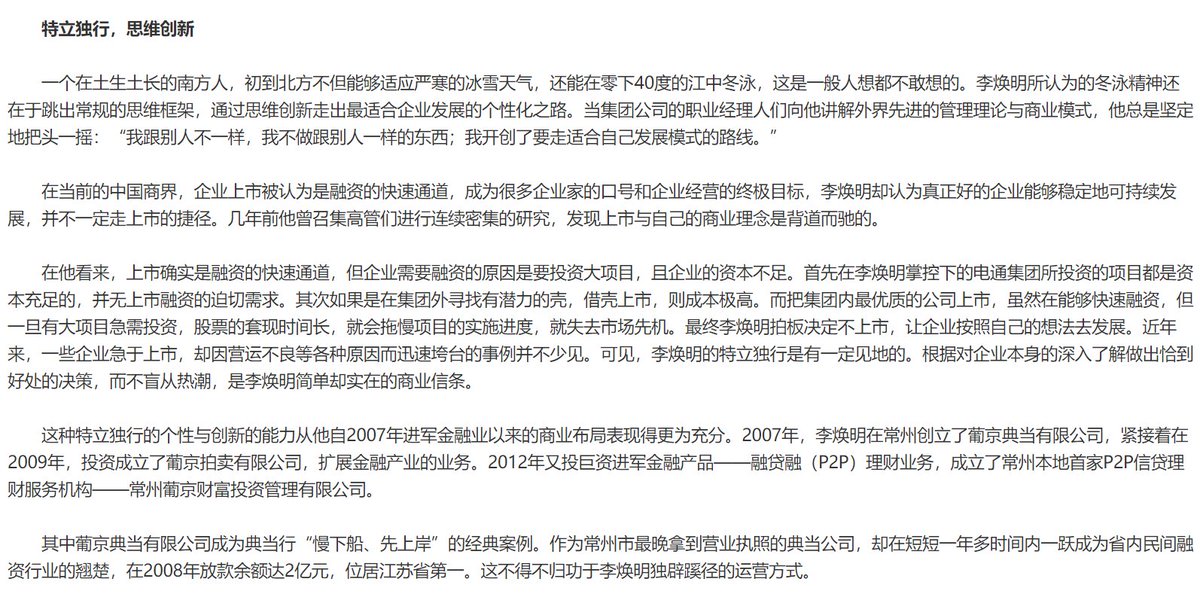 特立独行，思维创新
一个在土生土长的南方人，初到北方不但能够适应严寒的冰雪天气，还能在零下40度的江中冬泳，这是一般人想都不敢想的。李焕明所认为的冬泳精神还
在于跳出常规的思维框架，通过思维创新走出最适合企业发展的个性化之路。当集团公司的职业经理人们向他讲解外界先进的管理理论与商业模式，他总是坚定
地把头一摇：“我跟别人不一样，我不做跟别人一样的东西；我开创了要走适合自己发展模式的路线。”
在当前的中国商界，企业上市被认为是融资的快速通道，成为很多企业家的口号和企业经营的终极目标，李焕明却认为真正好的企业能够稳定地可持续发
展，并不一定走上市的捷径。几年前他曾召集高管们进行连续密集的研究，发现上市与自己的商业理念是背道而驰的。
在他看来，上市确实是融资的快速通道，但企业需要融资的原因是要投资大项目，且企业的资本不足。首先在李焕明掌控下的电通集团所投资的项目都是资
本充足的，并无上市融资的迫切需求。其次如果是在集团外寻找有潜力的壳，借壳上市，则成本极高。而把集团内最优质的公司上市，虽然在能够快速融资，但
一旦有大项目急需投资，股票的套现时间长，就会拖慢项目的实施进度，就失去市场先机。最终李焕明拍板决定不上市，让企业按照自己的想法去发展。近年
来，一些企业急于上市，却因营运不良等各种原因而迅速垮台的事例并不少见。可见，李焕明的特立独行是有一定见地的。根据对企业本身的深入了解做出恰到
好处的决策，而不盲从热潮，是李焕明简单却实在的商业信条。
这种特立独行的个性与创新的能力从他自2007年进军金融业以来的商业布局表现得更为充分。2007年，李焕明在常州创立了葡京典当有限公司，紧接着在
2009年，投资成立了葡京拍卖有限公司，扩展金融产业的业务。2012年又投巨资进军金融产品——融贷融（P2P）理财业务，成立了常州本地首家P2P信贷理
财服务机构——常州葡京财富投资管理有限公司。
其中葡京典当有限公司成为典当行“慢下船、先上岸”的经典案例。作为常州市最晚拿到营业执照的典当公司，却在短短一年多时间内一跃成为省内民间融
资行业的翘楚，在2008年放款余额达2亿元，位居江苏省第一。这不得不归功于李焕明独辟蹊径的运营方式。